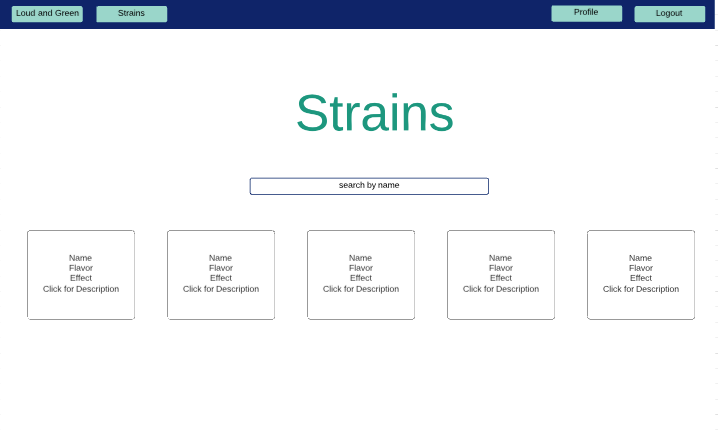 Loud and Green
Strains
Profile
Logout
Strains
search by name
Name
Flavor
Effect
Click for Description
Name
Flavor
Effect
Click for Description
Name
Flavor
Effect
Click for Description
Name
Flavor
Effect
Click for Description
Name
Flavor
Effect
Click for Description